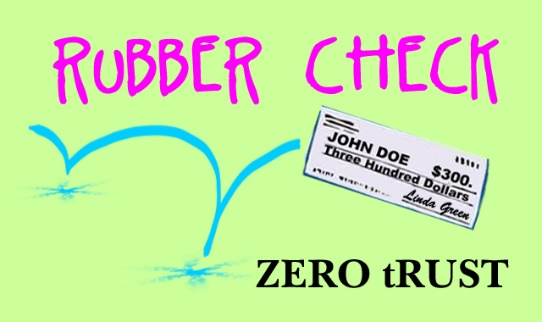 RUBBER CHECK
JOHN DOE
$300.
Three Hundred Dollars
Linda Green
ZERO tRUST